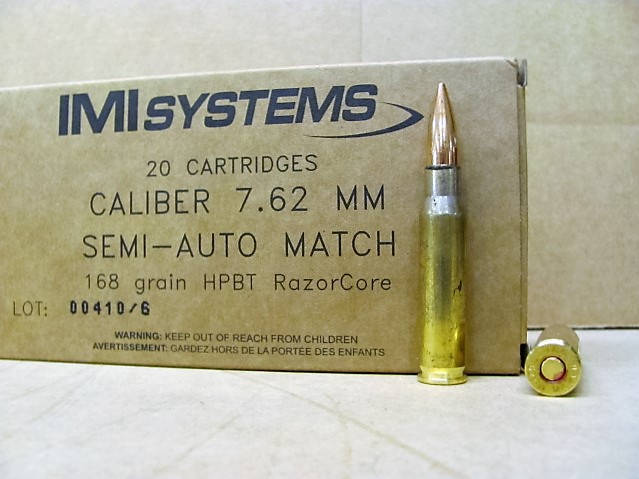 IMI SYSTEMS
20 CARTRIDGES
CALIBER 7.62 MM
SEMI-AUTO MATCH
168 grain HPBT RazorCore
LOT: 00410/6
WARNING: KEEP OUT OF REACH FROM CHILDREN
AVERTISSEMENT: GARDEZ HORS DE LA PORTÉE DES ENFANTS